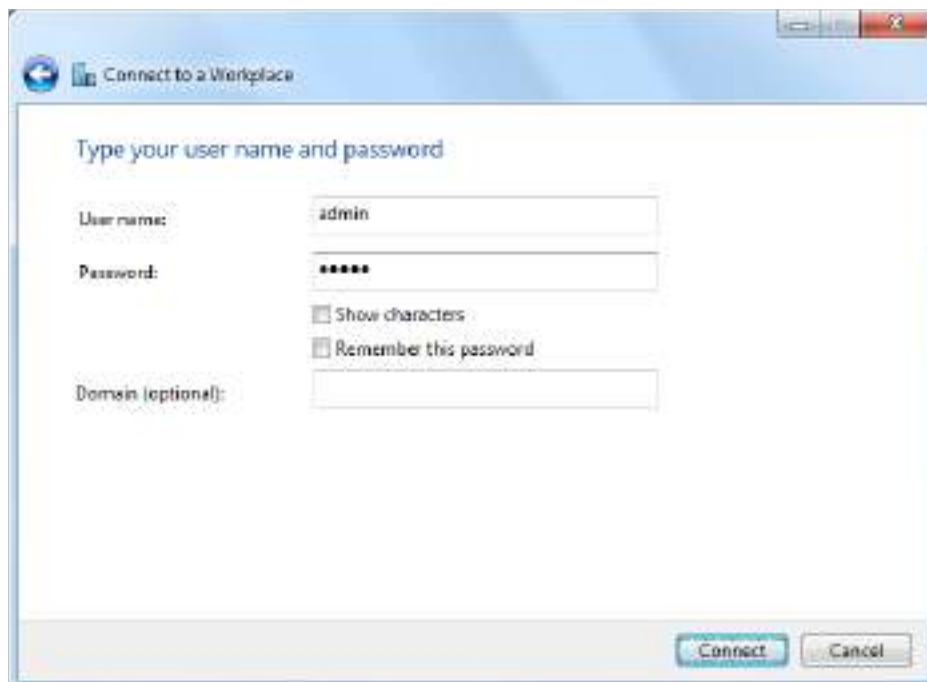 Connect to a Workplace
Type your user name and password
User name:
admin
Password:
•••••
Show characters
Remember this password
Domain (optional):
Connect
Cancel